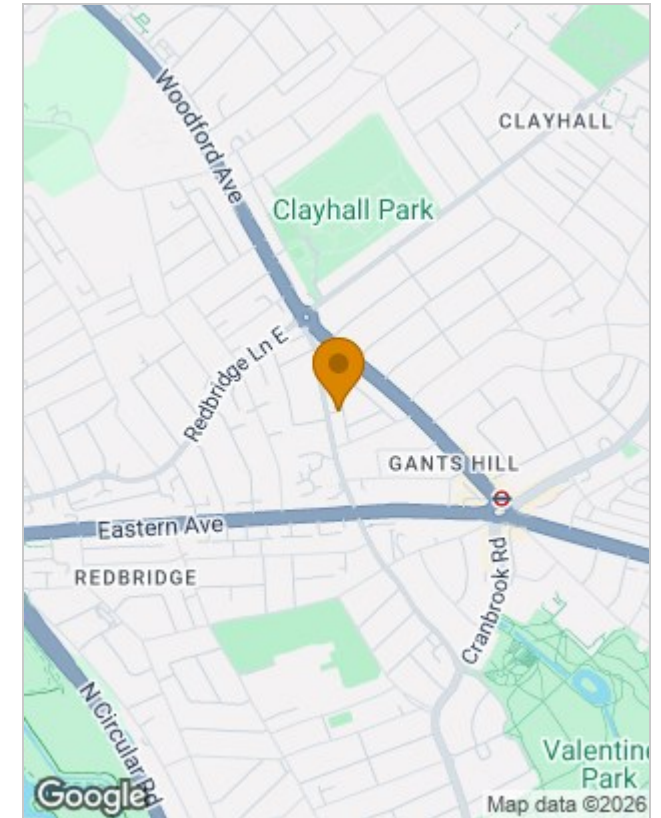 CLAYHALL
Woodford Ave
Clayhall Park
Redbridge Ln E
GANTS HILL
Eastern Ave
REDBRIDGE
Cranbrook Rd
N Circular Rd
Valentine
Park
Google
Map data ©2026